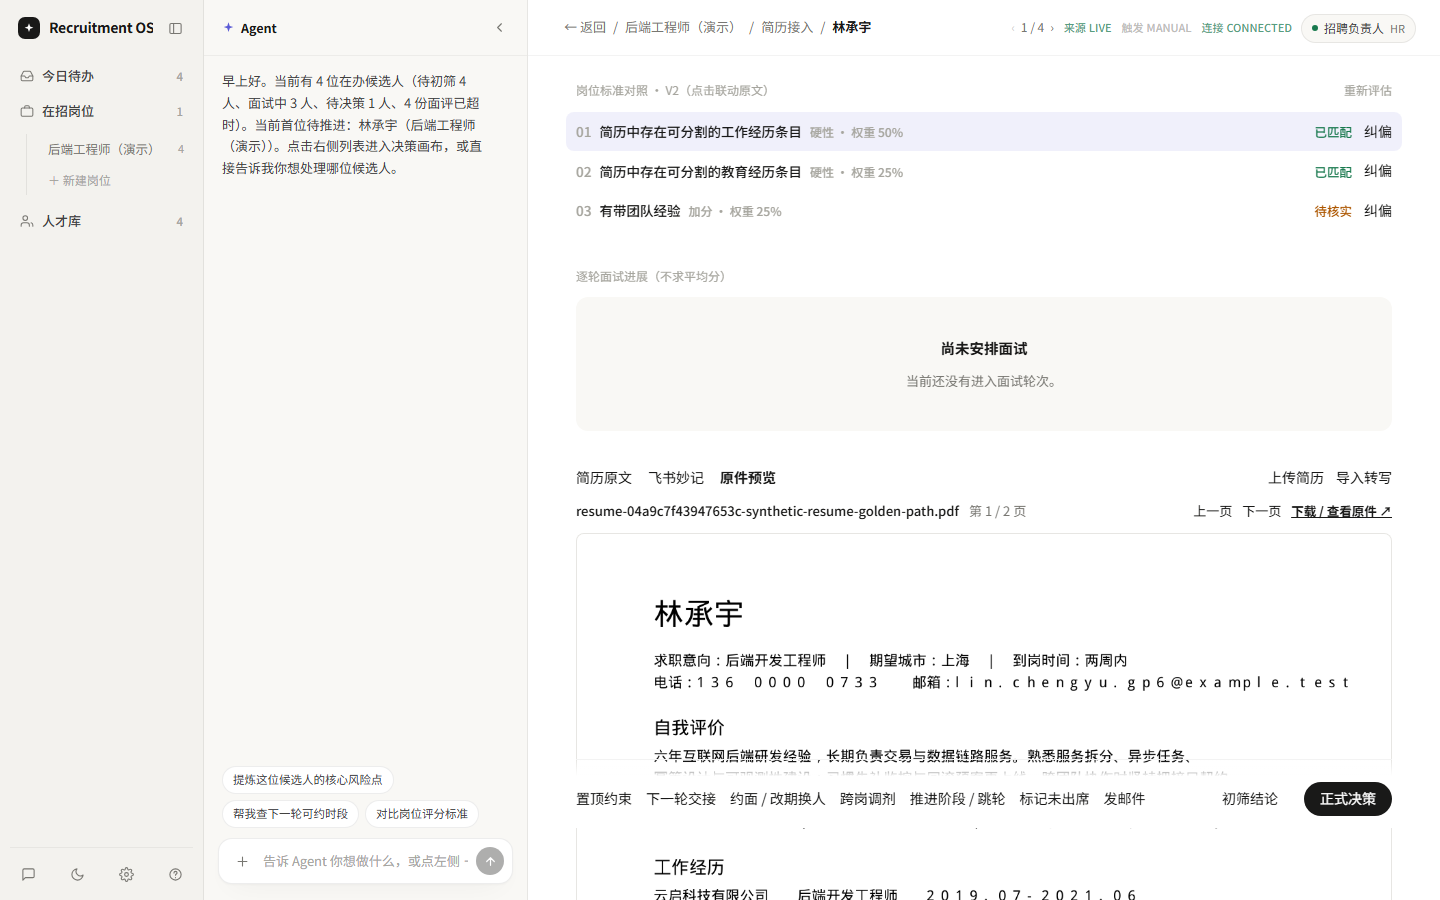 Recruitment OS
今日待办 4
在招岗位 1
后端工程师（演示） 4
+ 新建岗位
人才库 4
Agent
早上好。当前有 4 位在办候选人（待初筛 4
人、面试中 3 人、待决策 1 人、4 份面评已超
时）。当前首位待推进：林承宇（后端工程师
（演示））。点击右侧列表进入决策画布，或直
接告诉我你想处理哪位候选人。
提炼这位候选人的核心风险点
帮我查下一轮可约时段
对比岗位评分标准
告诉 Agent 你想做什么，或点左侧
← 返回 / 后端工程师（演示） / 简历接入 / 林承宇
‹ 1 / 4 › 来源 LIVE 触发 MANUAL 连接 CONNECTED 招聘负责人 HR
岗位标准对照 • V2（点击联动原文） 重新评估
01 简历中存在可分割的工作经历条目 硬性 • 权重 50% 已匹配 纠偏
02 简历中存在可分割的教育经历条目 硬性 • 权重 25% 已匹配 纠偏
03 有带团队经验 加分 • 权重 25% 待核实 纠偏
逐轮面试进展（不求平均分）
尚未安排面试
当前还没有进入面试轮次。
简历原文 飞书妙记 原件预览 上传简历 导入转写
resume-04a9c7f43947653c-synthetic-resume-golden-path.pdf 第 1 / 2 页 上一页 下一页 下载 / 查看原件 ↗
林承宇
求职意向：后端开发工程师 | 期望城市：上海 | 到岗时间：两周内
电话：136 0000 0733 邮箱：lin.chengyu.gp6@example.test
自我评价
六年互联网后端研发经验，长期负责交易与数据链路服务。熟悉服务拆分、异步任务、
置顶约束 下一轮交接 约面 / 改期换人 跨岗调剂 推进阶段 / 跳轮 标记未出席 发邮件 初筛结论 正式决策
工作经历
云启科技有限公司 后端开发工程师 2019.07-2021.06